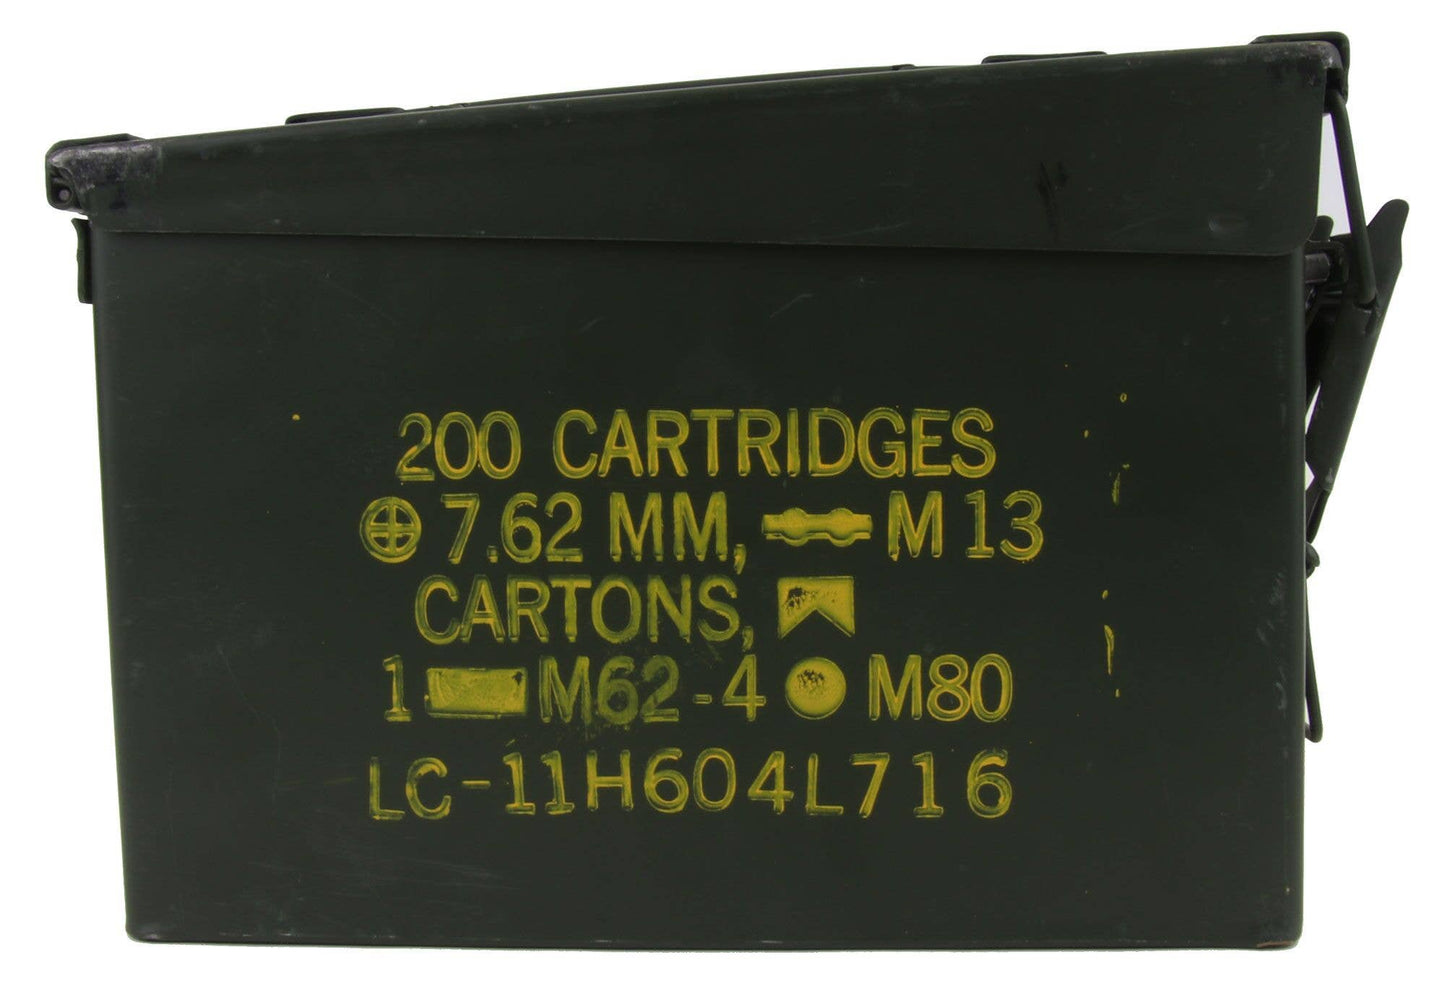 200 CARTRIDGES
7.62 MM, M13
CARTONS,
1 M62-4 M80
LC-11H604L716